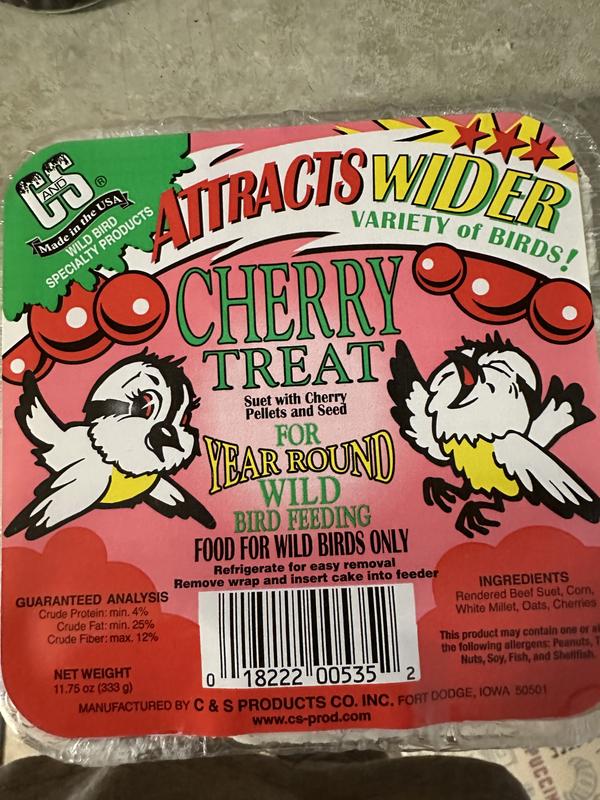 C AND S ®
Made in the USA
WILD BIRD
SPECIALTY PRODUCTS
ATTRACTS WIDER
VARIETY of BIRDS!
CHERRY
TREAT
Suet with Cherry
Pellets and Seed
FOR
YEAR ROUND
WILD
BIRD FEEDING
FOOD FOR WILD BIRDS ONLY
Refrigerate for easy removal
Remove wrap and insert cake into feeder
GUARANTEED ANALYSIS
Crude Protein: min. 4%
Crude Fat: min. 25%
Crude Fiber: max. 12%
NET WEIGHT
11.75 oz (333 g)
0 18222 00535 2
INGREDIENTS
Rendered Beef Suet, Corn,
White Millet, Oats, Cherries
This product may contain one or
the following allergens: Peanuts,
Nuts, Soy, Fish, and Shellfish.
MANUFACTURED BY C & S PRODUCTS CO. INC. FORT DODGE, IOWA 50501
www.cs-prod.com